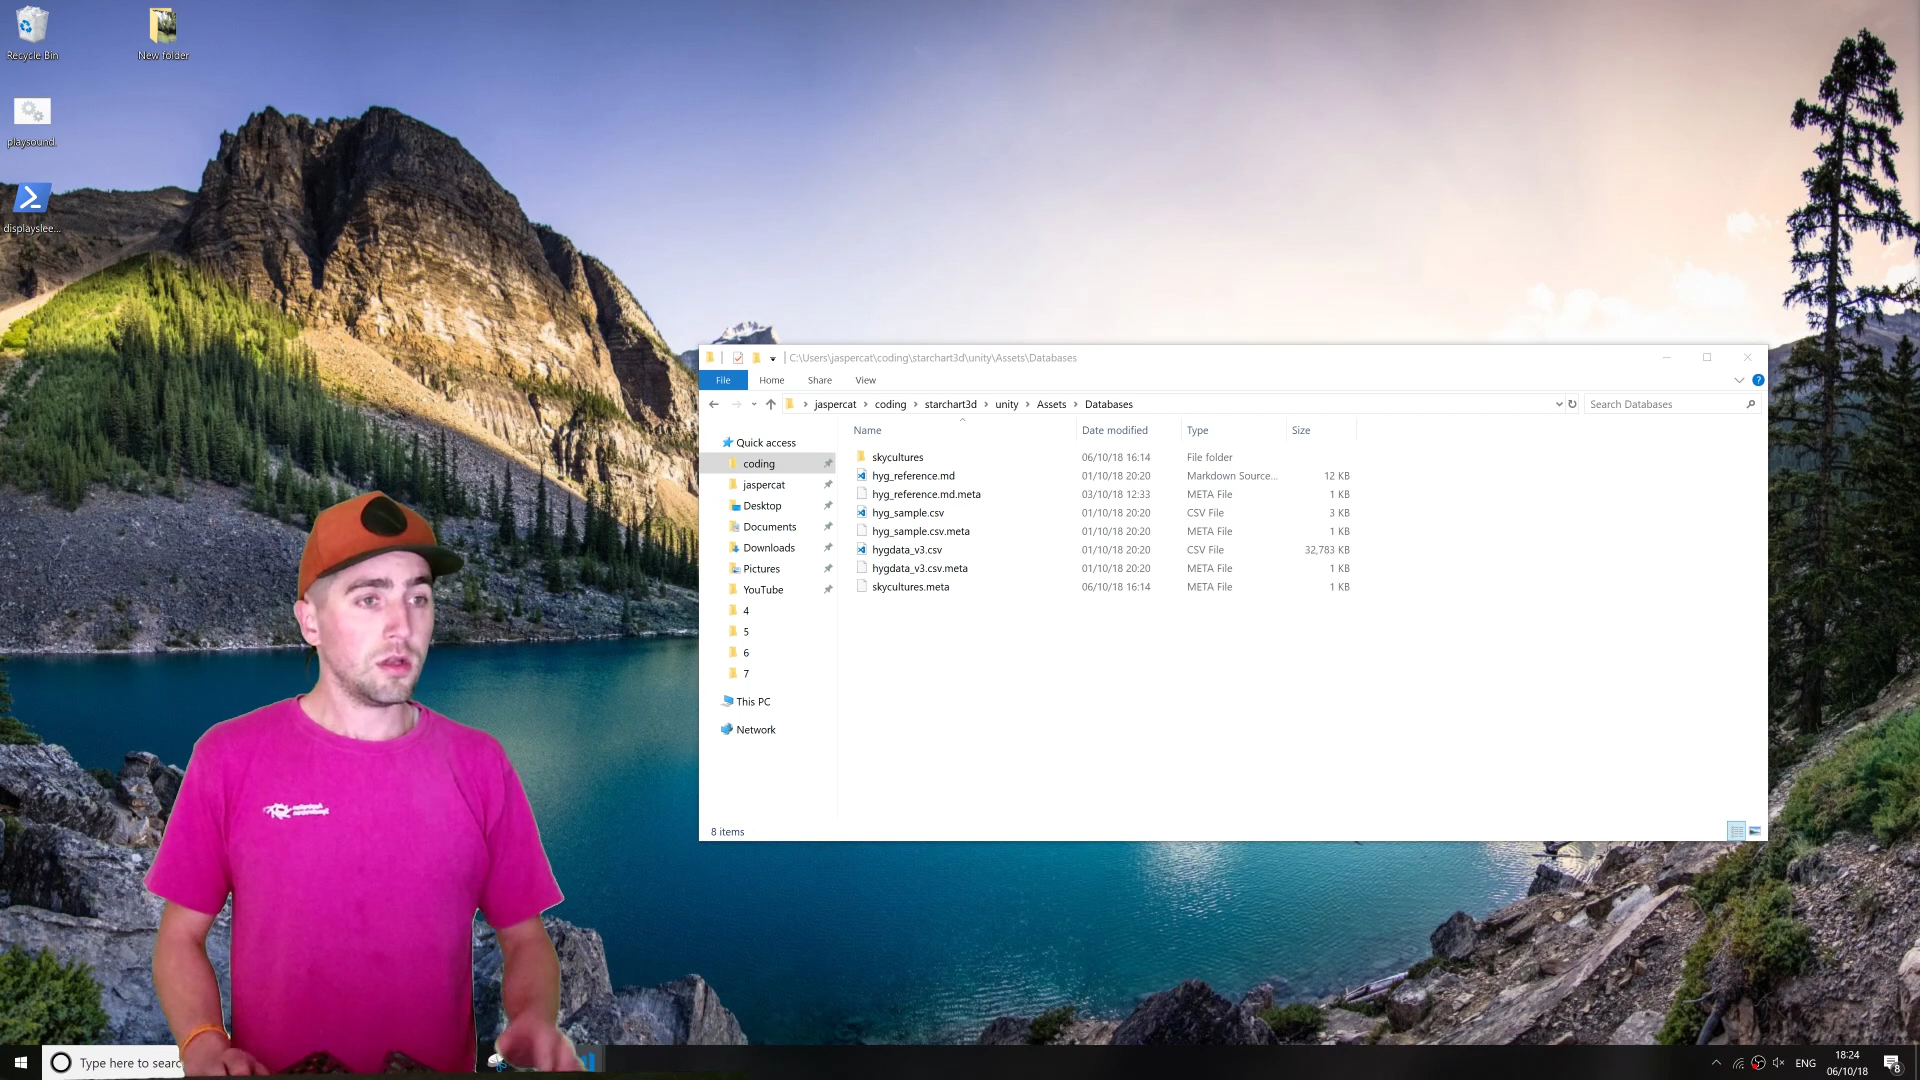 Recycle Bin
New folder
playsound.
displayslee...
C:\Users\jaspercat\coding\starchart3d\unity\Assets\Databases
File Home Share View
jaspercat coding starchart3d unity Assets Databases
Search Databases
Name Date modified Type Size
Quick access
coding
jaspercat
Desktop
Documents
Downloads
Pictures
YouTube
4
5
6
7
This PC
Network
skycultures 06/10/18 16:14 File folder
hyg_reference.md 01/10/18 20:20 Markdown Source... 12 KB
hyg_reference.md.meta 03/10/18 12:33 META File 1 KB
hyg_sample.csv 01/10/18 20:20 CSV File 3 KB
hyg_sample.csv.meta 01/10/18 20:20 META File 1 KB
hygdata_v3.csv 01/10/18 20:20 CSV File 32,783 KB
hygdata_v3.csv.meta 01/10/18 20:20 META File 1 KB
skycultures.meta 06/10/18 16:14 META File 1 KB
8 items
Type here to searc
ENG
18:24
06/10/18
8